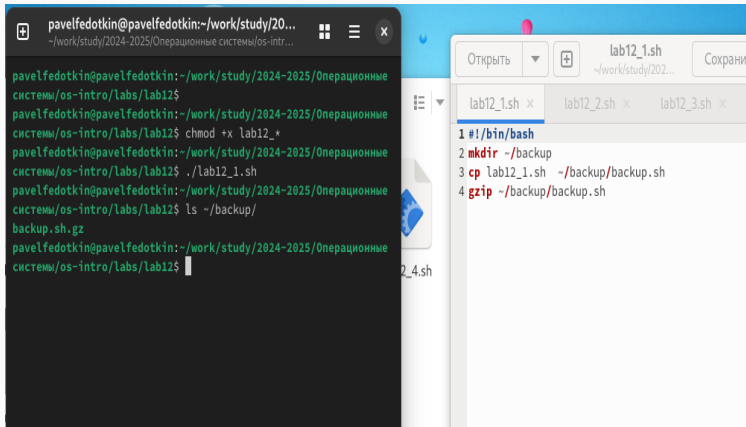 pavelfedotkin@pavelfedotkin:~/work/study/20...
~/work/study/2024-2025/Операционные системы/os-intr...
pavelfedotkin@pavelfedotkin:~/work/study/2024-2025/Операционные
системы/os-intro/labs/lab12$
pavelfedotkin@pavelfedotkin:~/work/study/2024-2025/Операционные
системы/os-intro/labs/lab12$ chmod +x lab12_*
pavelfedotkin@pavelfedotkin:~/work/study/2024-2025/Операционные
системы/os-intro/labs/lab12$ ./lab12_1.sh
pavelfedotkin@pavelfedotkin:~/work/study/2024-2025/Операционные
системы/os-intro/labs/lab12$ ls ~/backup/
backup.sh.gz
pavelfedotkin@pavelfedotkin:~/work/study/2024-2025/Операционные
системы/os-intro/labs/lab12$
2_4.sh
Открыть
lab12_1.sh
~/work/study/202...
Сохрани
lab12_1.sh × lab12_2.sh × lab12_3.sh ×
1 #!/bin/bash
2 mkdir ~/backup
3 cp lab12_1.sh ~/backup/backup.sh
4 gzip ~/backup/backup.sh